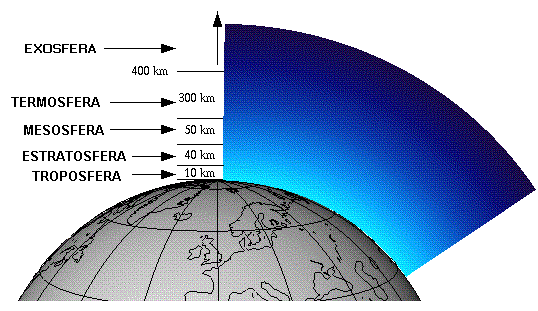 EXOSFERA
400 km
TERMOSFERA 300 km
MESOSFERA 50 km
ESTRATOSFERA 40 km
TROPOSFERA 10 km